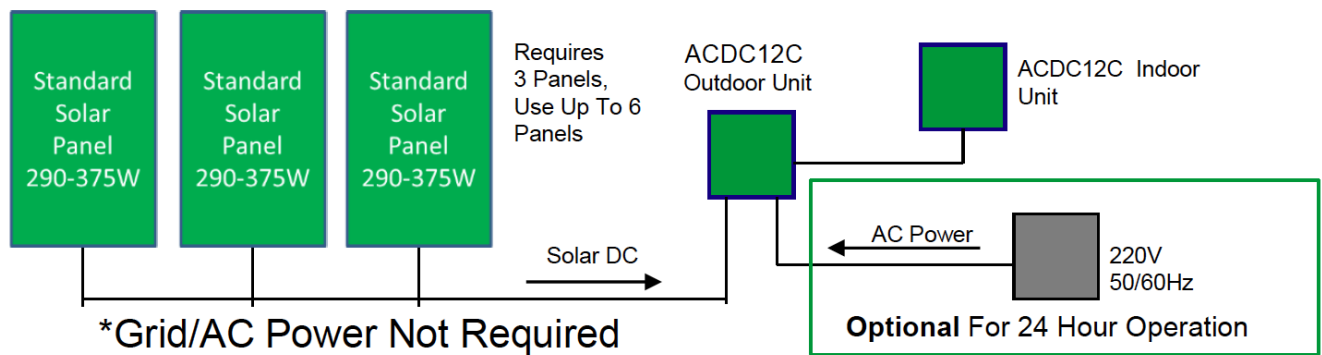 Standard
Solar
Panel
290-375W
Standard
Solar
Panel
290-375W
Standard
Solar
Panel
290-375W
Requires
3 Panels,
Use Up To 6
Panels
ACDC12C
Outdoor Unit
ACDC12C Indoor
Unit
Solar DC
AC Power
220V
50/60Hz
*Grid/AC Power Not Required
Optional For 24 Hour Operation